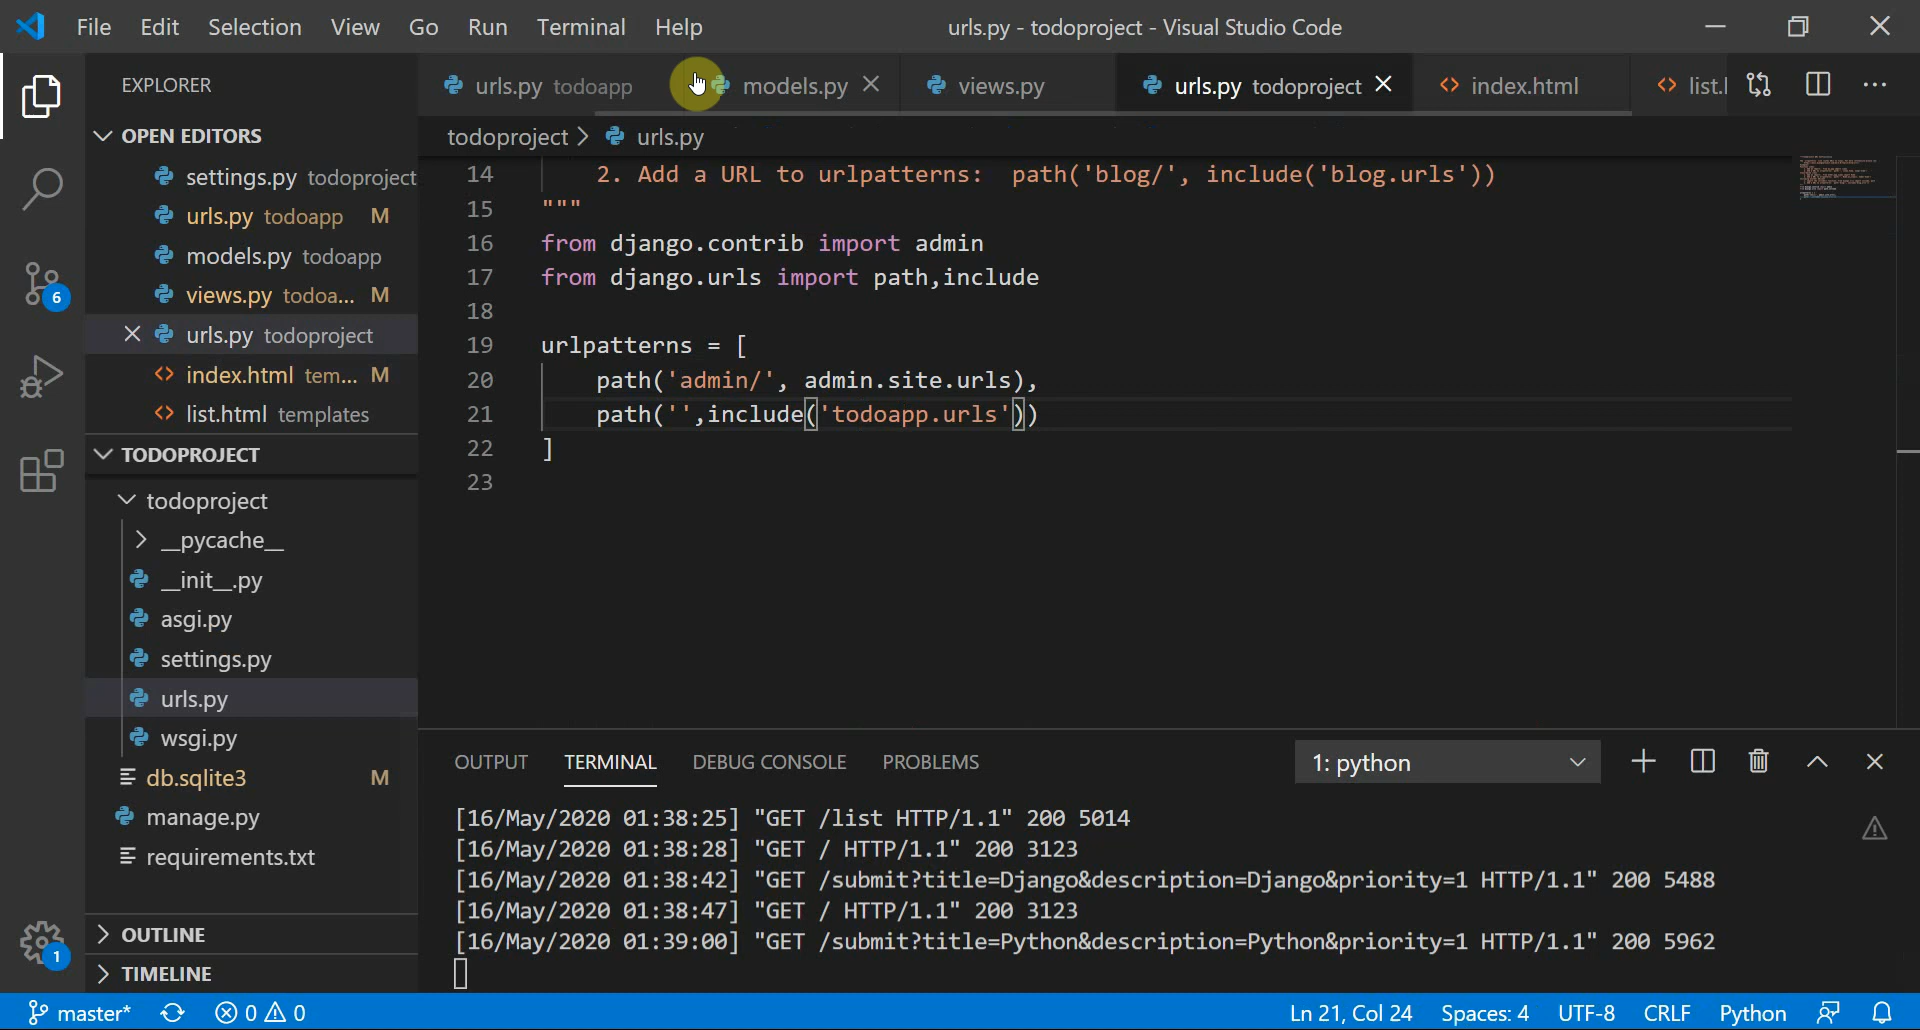 File Edit Selection View Go Run Terminal Help
urls.py - todoproject - Visual Studio Code
EXPLORER
OPEN EDITORS
settings.py todoproject
urls.py todoapp M
models.py todoapp
views.py todoa... M
urls.py todoproject
index.html tem... M
list.html templates
TODOPROJECT
todoproject
__pycache__
__init__.py
asgi.py
settings.py
urls.py
wsgi.py
db.sqlite3 M
manage.py
requirements.txt
OUTLINE
TIMELINE
6
1
urls.py todoapp models.py views.py urls.py todoproject index.html list.
todoproject > urls.py
14 2. Add a URL to urlpatterns:  path('blog/', include('blog.urls'))
15 """
16 from django.contrib import admin
17 from django.urls import path,include
18
19 urlpatterns = [
20     path('admin/', admin.site.urls),
21     path('',include('todoapp.urls'))
22 ]
23
OUTPUT TERMINAL DEBUG CONSOLE PROBLEMS
1: python
[16/May/2020 01:38:25] "GET /list HTTP/1.1" 200 5014
[16/May/2020 01:38:28] "GET / HTTP/1.1" 200 3123
[16/May/2020 01:38:42] "GET /submit?title=Django&description=Django&priority=1 HTTP/1.1" 200 5488
[16/May/2020 01:38:47] "GET / HTTP/1.1" 200 3123
[16/May/2020 01:39:00] "GET /submit?title=Python&description=Python&priority=1 HTTP/1.1" 200 5962
master* 0 0
Ln 21, Col 24 Spaces: 4 UTF-8 CRLF Python